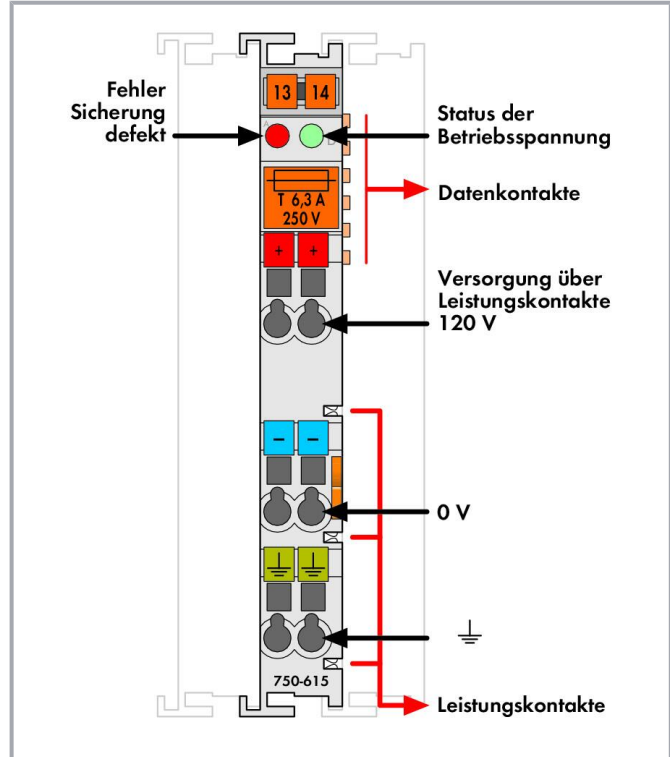 13 14
Fehler
Sicherung
defekt
A
Status der
Betriebsspannung
Datenkontakte
T 6,3 A
250 V
+ +
Versorgung über
Leistungskontakte
120 V
- -
0 V
750-615
Leistungskontakte